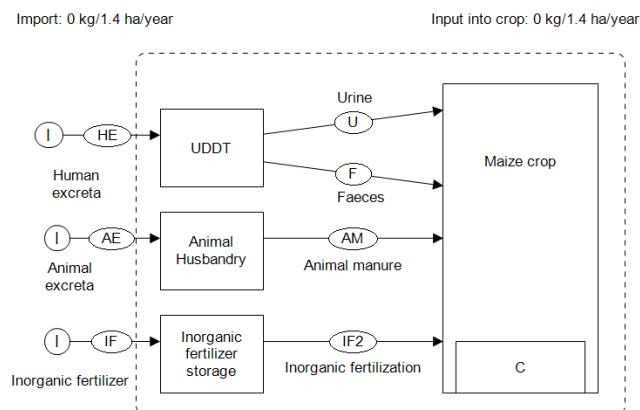 Import: 0 kg/1.4 ha/year
Input into crop: 0 kg/1.4 ha/year
Urine
I
HE
UDDT
U
F
Human
excreta
Faeces
Maize crop
I
AE
Animal
Husbandry
AM
Animal
excreta
Animal manure
I
IF
Inorganic
fertilizer
storage
IF2
Inorganic fertilizer
Inorganic fertilization
C